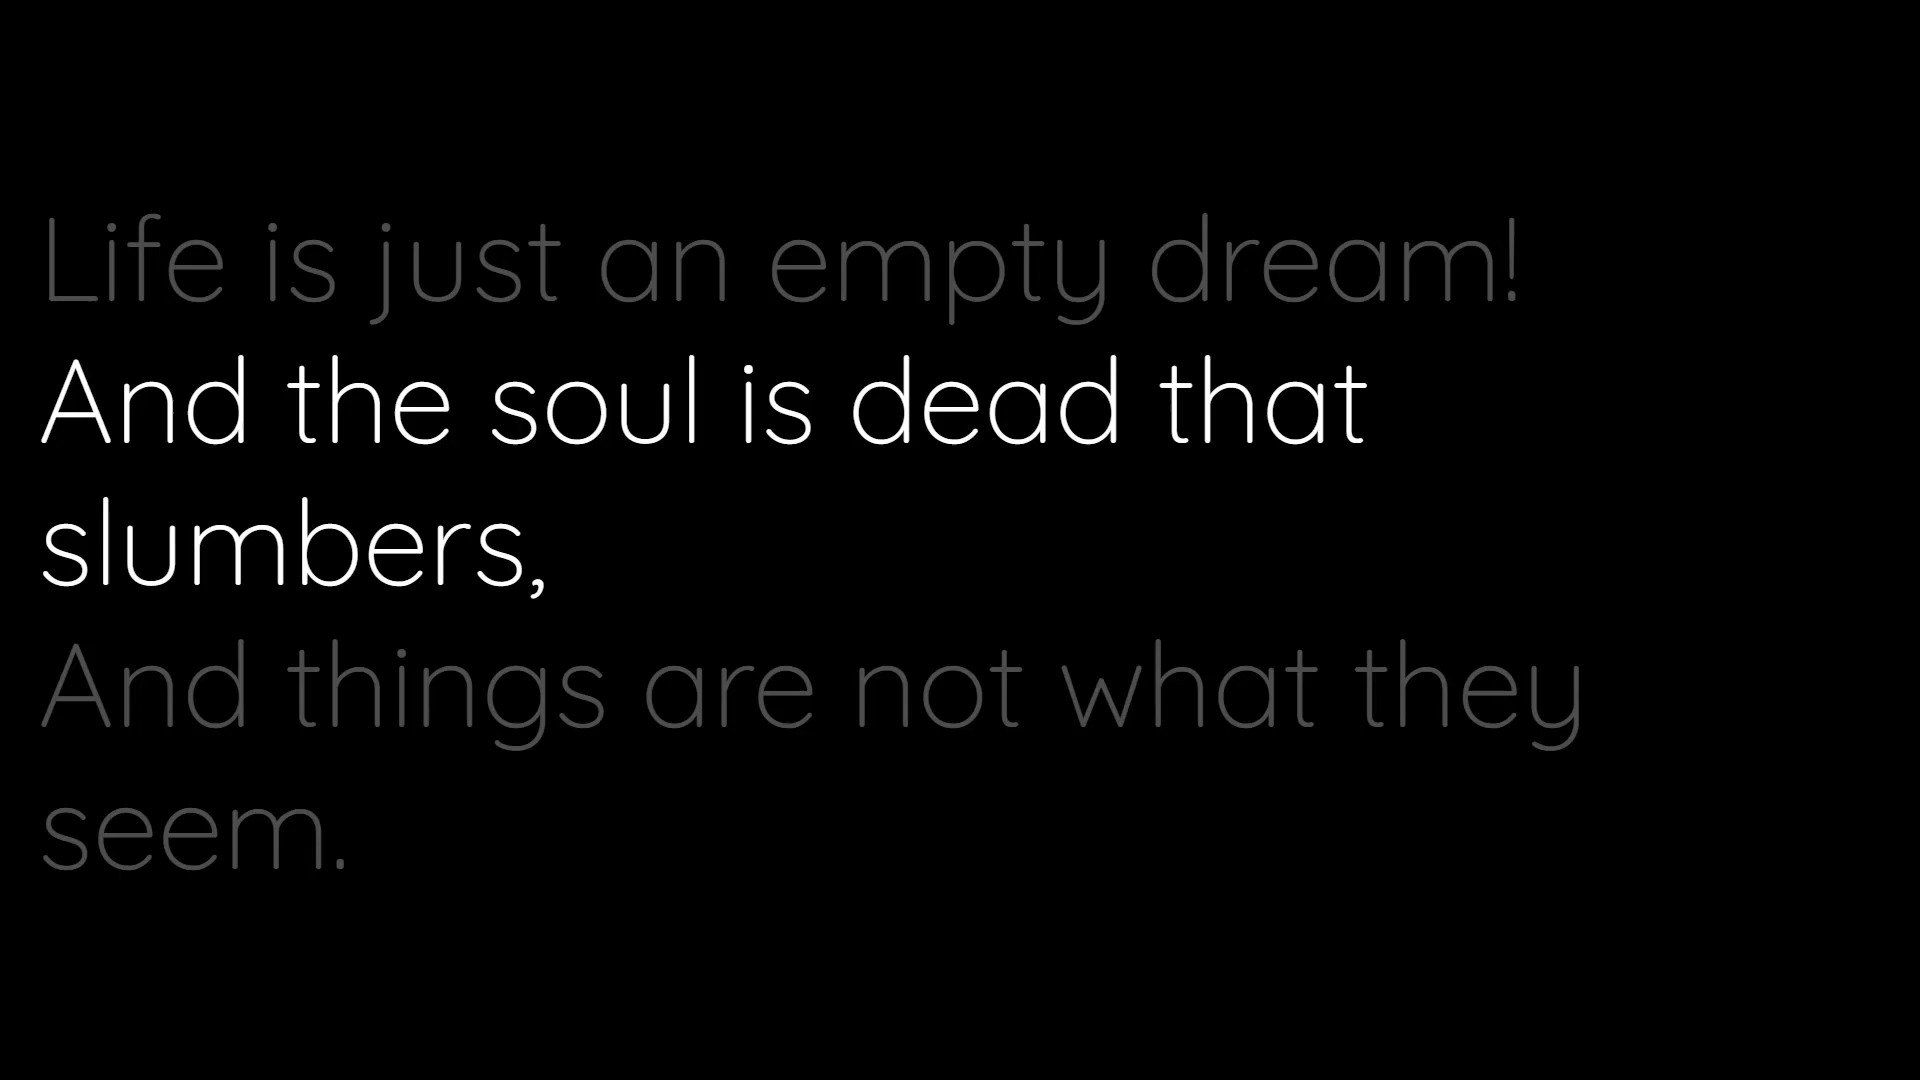 Life is just an empty dream!
And the soul is dead that
slumbers,
And things are not what they
seem.